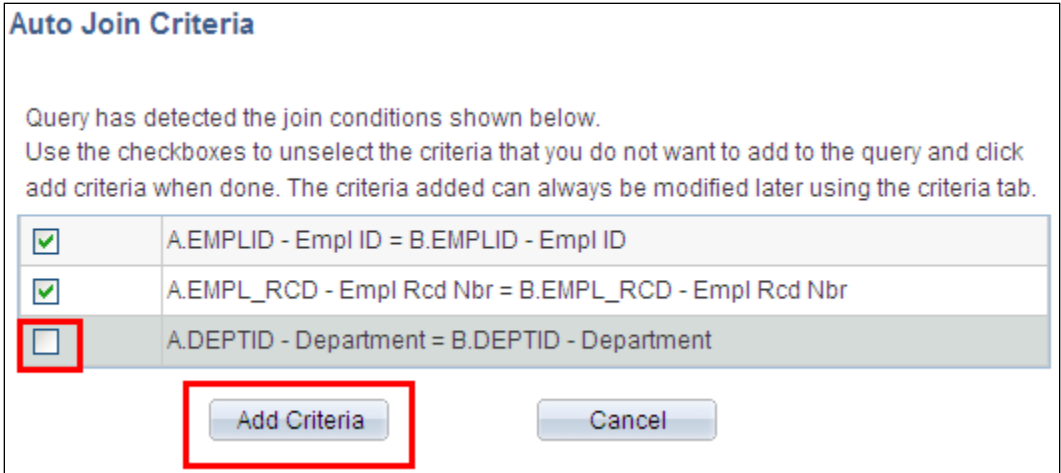 Auto Join Criteria
Query has detected the join conditions shown below.
Use the checkboxes to unselect the criteria that you do not want to add to the query and click
add criteria when done. The criteria added can always be modified later using the criteria tab.
A.EMPLID - Empl ID = B.EMPLID - Empl ID
A.EMPL_RCD - Empl Rcd Nbr = B.EMPL_RCD - Empl Rcd Nbr
A.DEPTID - Department = B.DEPTID - Department
Add Criteria Cancel